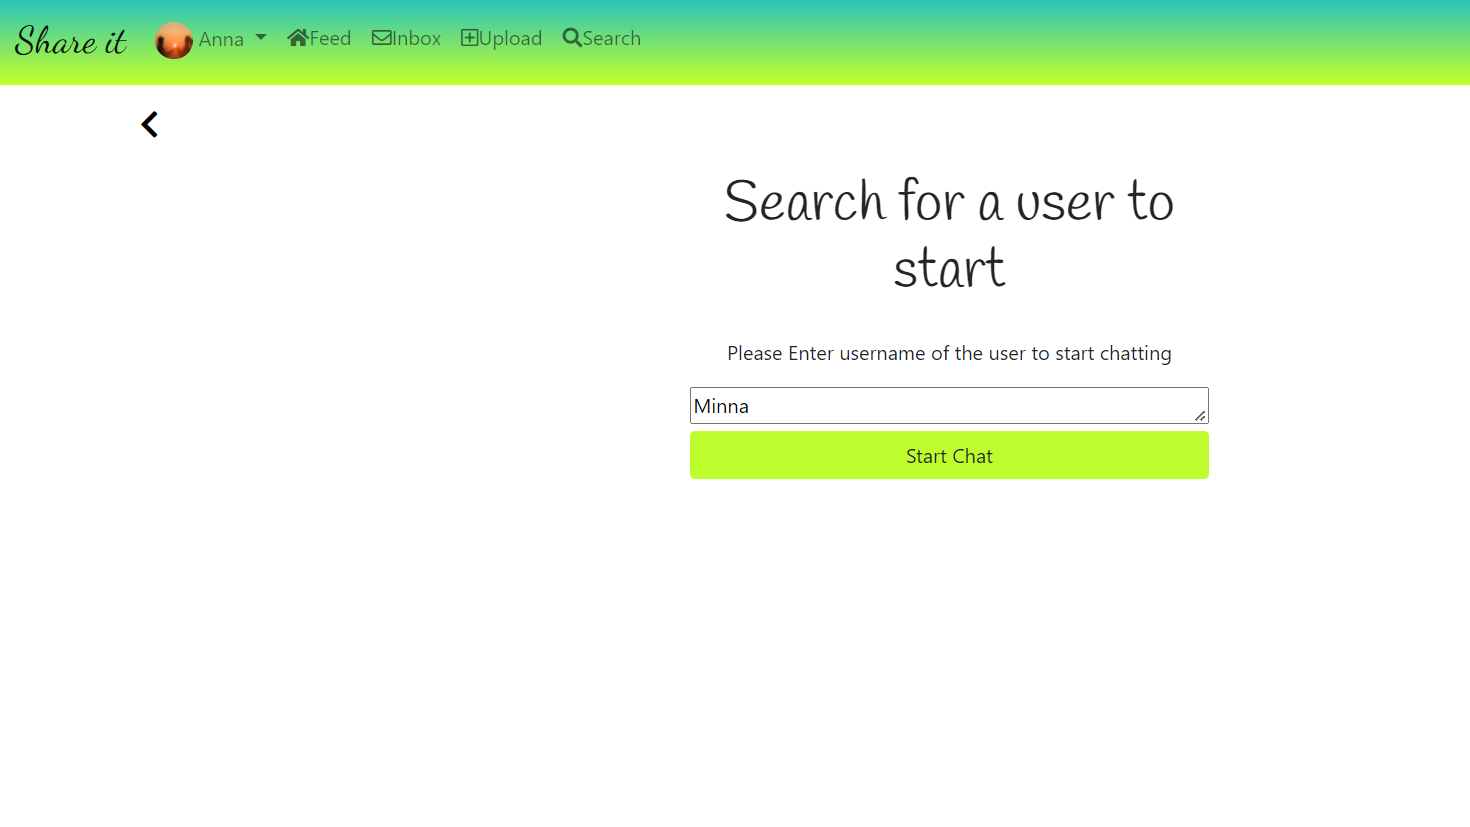 Share it Anna Feed Inbox Upload Search
Search for a user to
start
Please Enter username of the user to start chatting
Minna
Start Chat